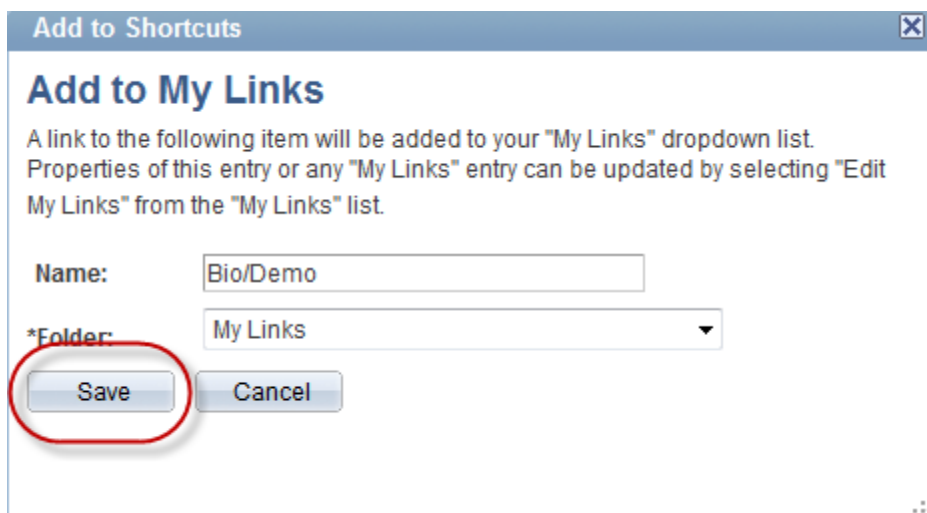 Add to Shortcuts
Add to My Links
A link to the following item will be added to your "My Links" dropdown list.
Properties of this entry or any "My Links" entry can be updated by selecting "Edit
My Links" from the "My Links" list.
Name: Bio/Demo
*Folder: My Links
Save Cancel